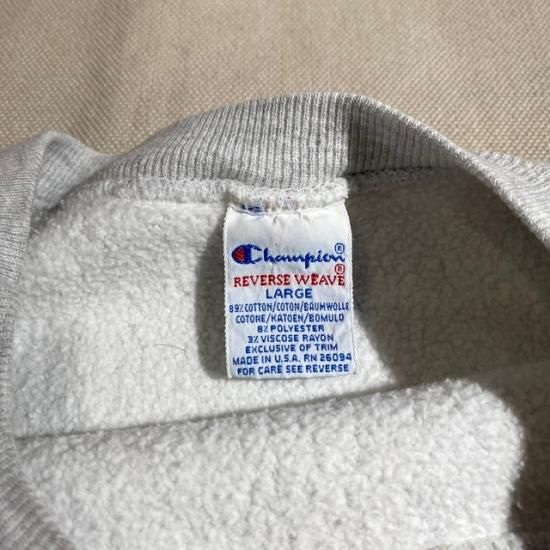 Champion®
REVERSE WEAVE®
LARGE
89% COTTON/COTON/BAUMWOLLE
COTONE/KATOEN/BOMULD
8% POLYESTER
3% VISCOSE RAYON
EXCLUSIVE OF TRIM
MADE IN U.S.A. RN 26094
FOR CARE SEE REVERSE